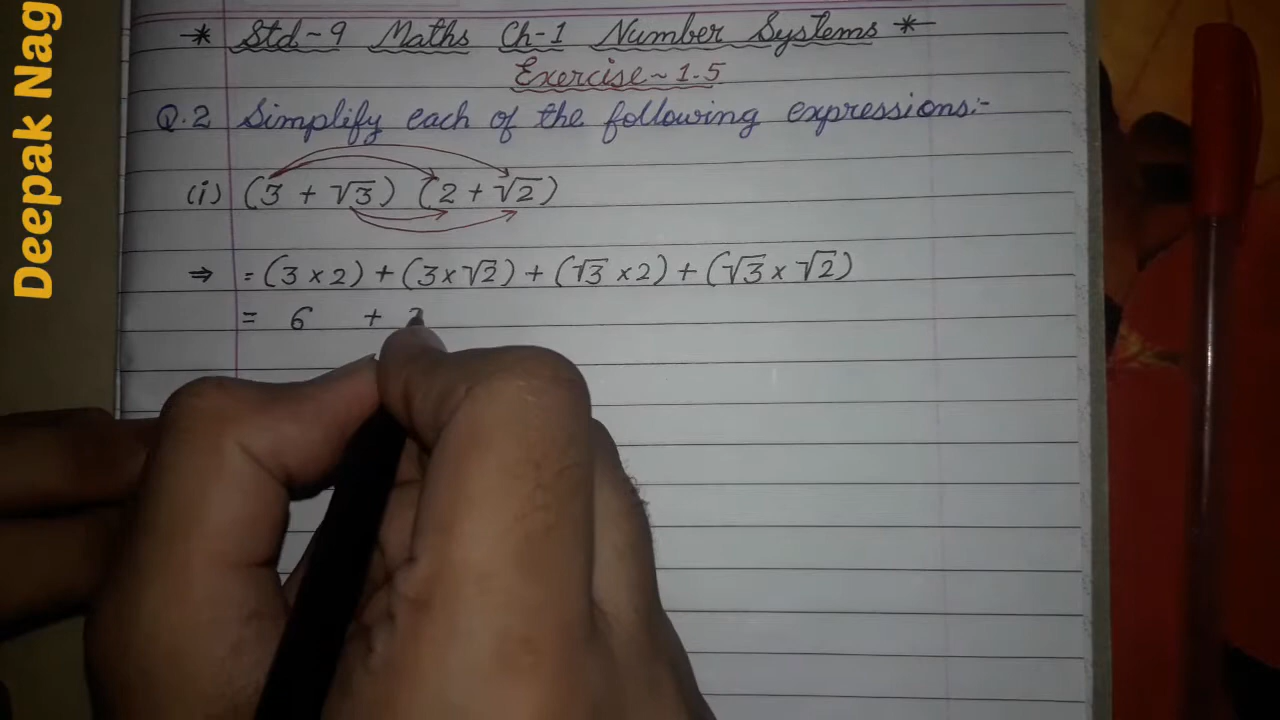 Deepak Nag
* Std-9 Maths Ch-1 Number Systems *
Exercise-1.5
Q.2 Simplify each of the following expressions:-
(i) (3 + √3) (2 + √2)
⇒ = (3 × 2) + (3 × √2) + (√3 × 2) + (√3 × √2)
= 6 + 3